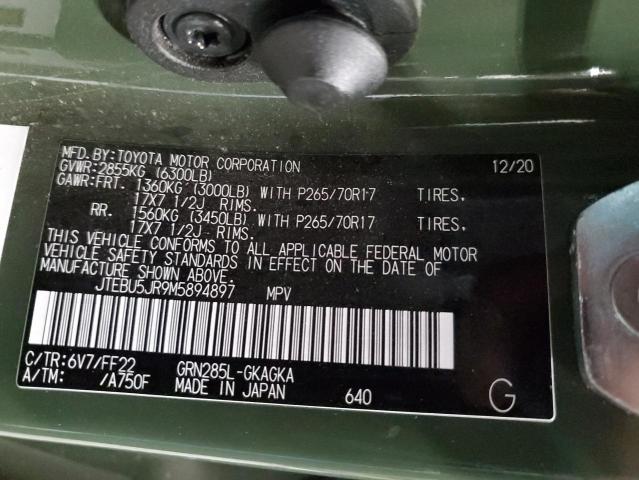 MFD.BY:TOYOTA MOTOR CORPORATION 12/20
GVWR:2855KG (6300LB)
GAWR:FRT. 1360KG (3000LB) WITH P265/70R17 TIRES,
17X7 1/2J RIMS.
RR. 1560KG (3450LB) WITH P265/70R17 TIRES,
17X7 1/2J RIMS.
THIS VEHICLE CONFORMS TO ALL APPLICABLE FEDERAL MOTOR
VEHICLE SAFETY STANDARDS IN EFFECT ON THE DATE OF
MANUFACTURE SHOWN ABOVE
JTEBU5JR9M5894897 MPV
C/TR:6V7/FF22 GRN285L-GKAGKA
A/TM: /A750F MADE IN JAPAN 640 G